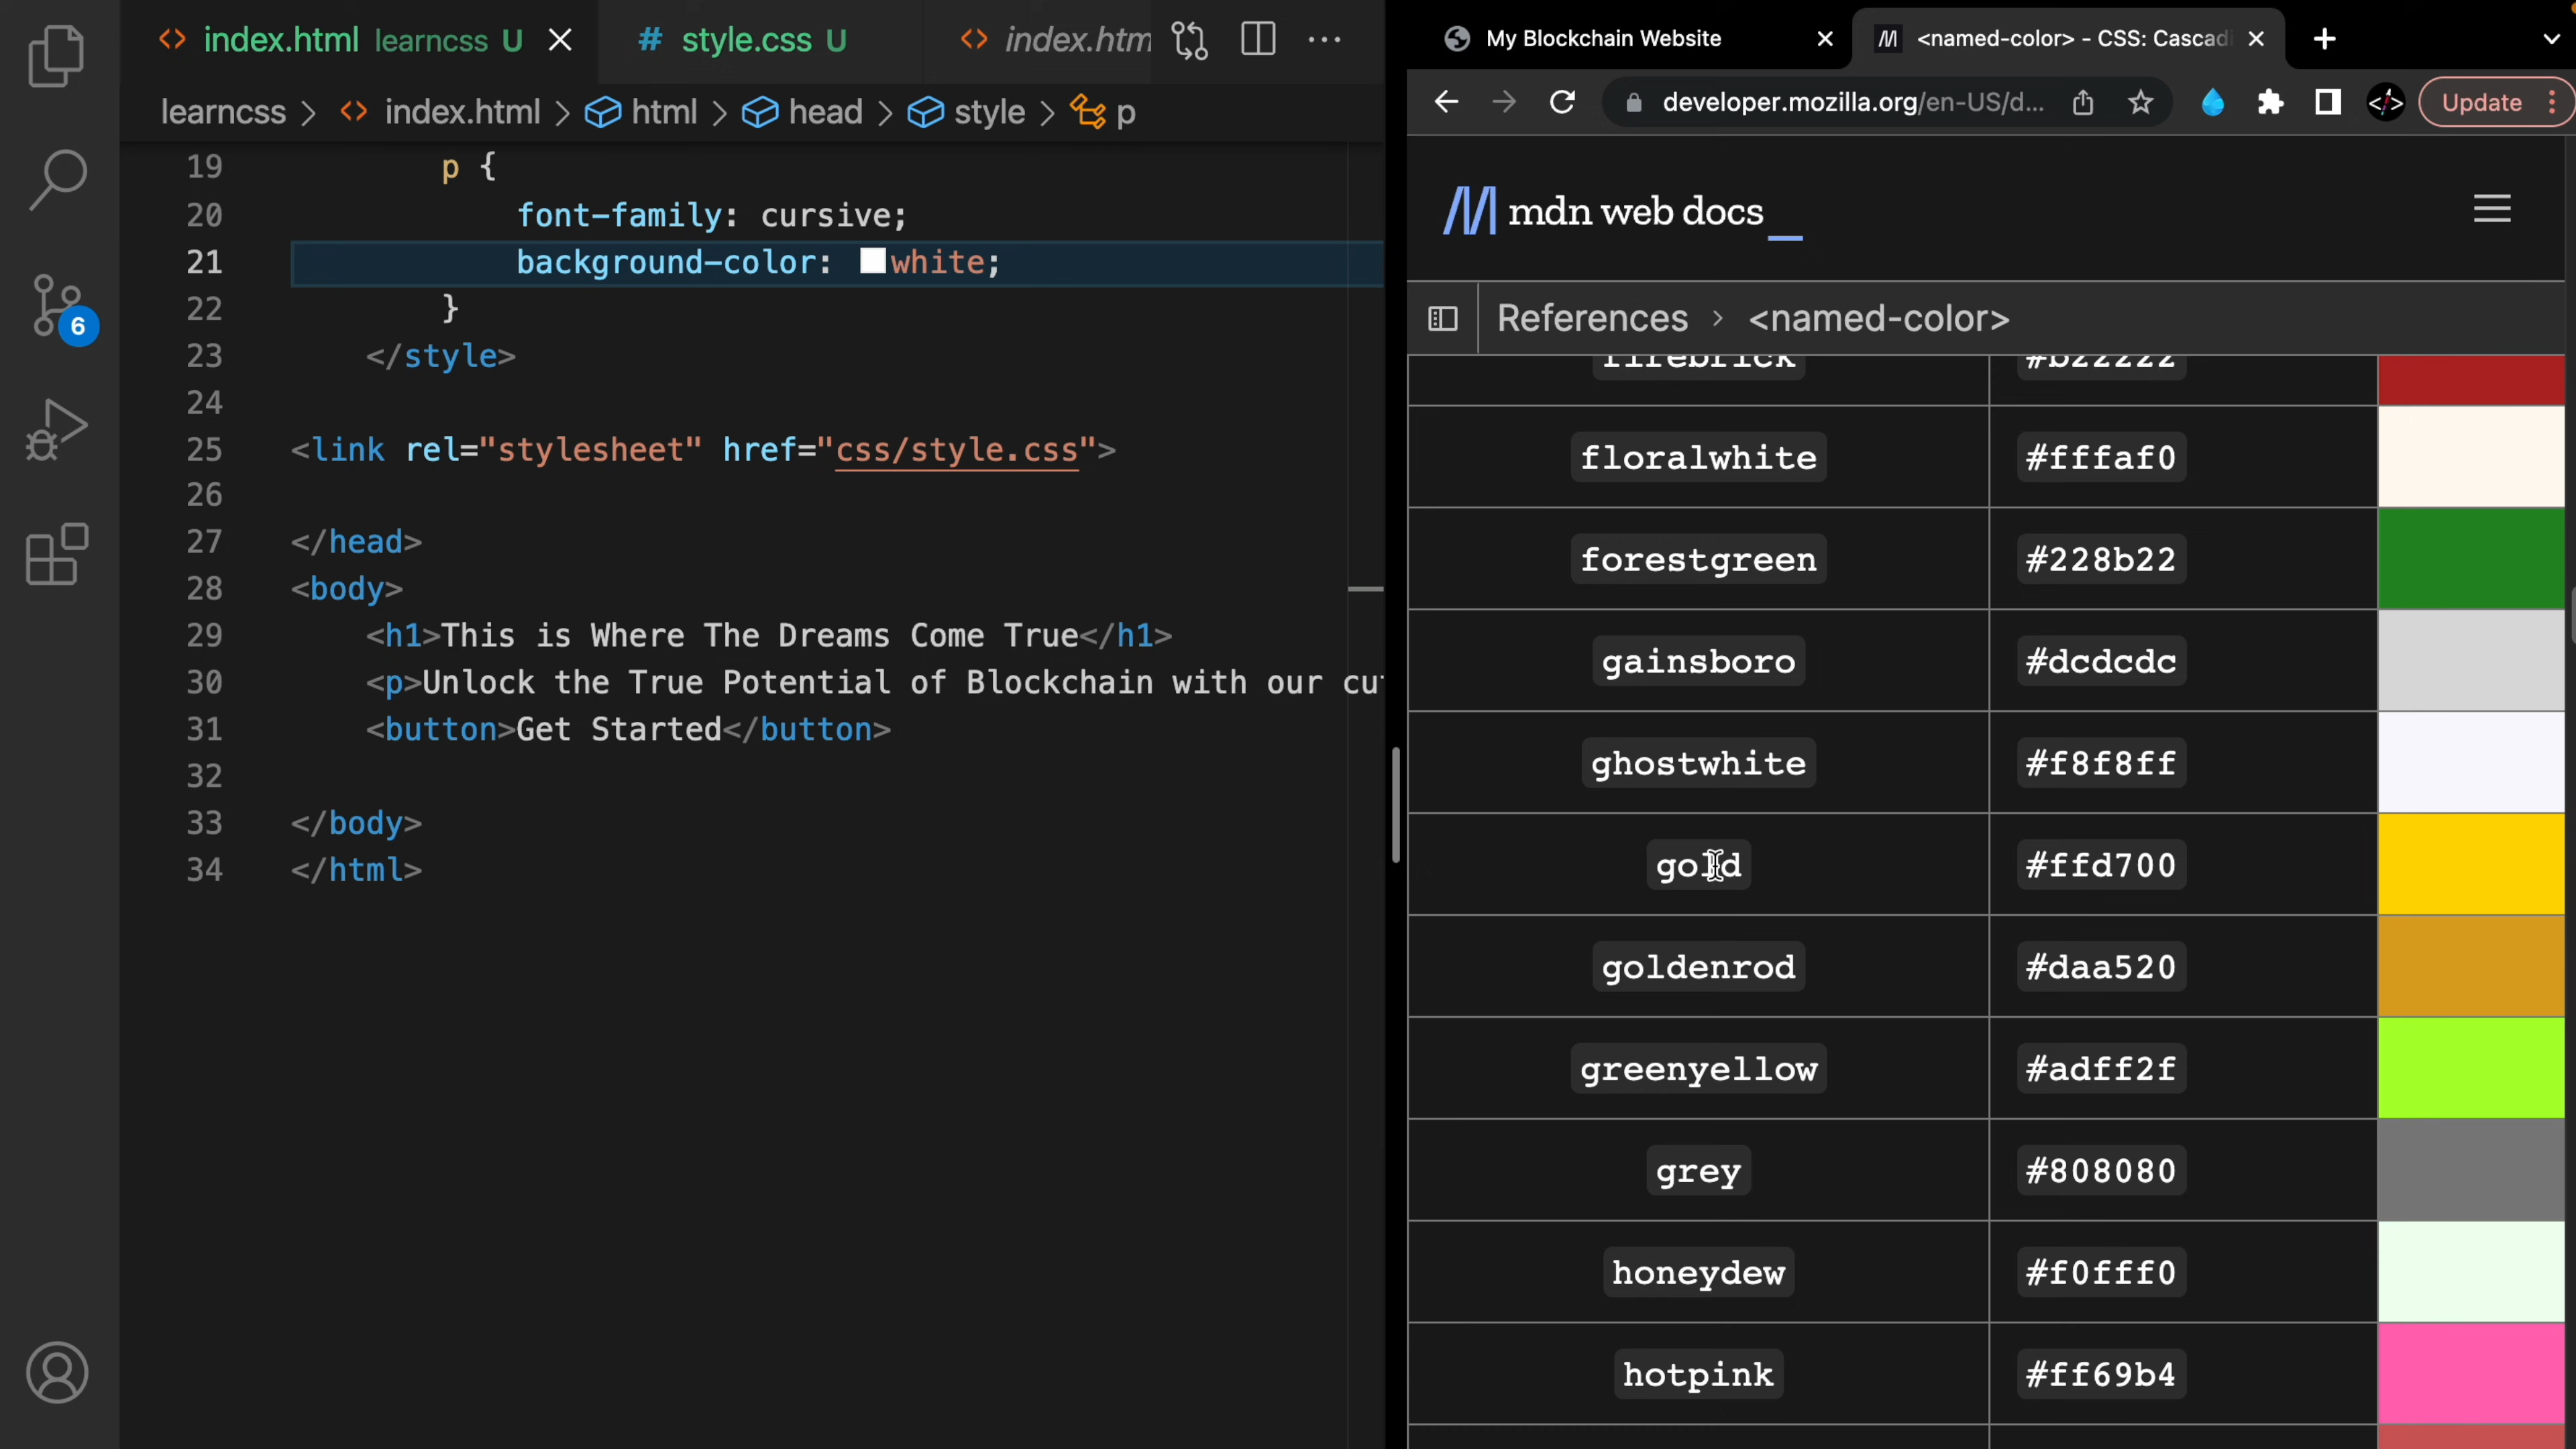 index.html learncss U
# style.css U
index.htm
learncss > index.html > html > head > style > p
19 p {
20 font-family: cursive;
21 background-color: white;
22 }
23 </style>
24
25 <link rel="stylesheet" href="css/style.css">
26
27 </head>
28 <body>
29 <h1>This is Where The Dreams Come True</h1>
30 <p>Unlock the True Potential of Blockchain with our cu
31 <button>Get Started</button>
32
33 </body>
34 </html>
6
My Blockchain Website
<named-color> - CSS: Cascad
developer.mozilla.org/en-US/d...
Update
mdn web docs_
References > <named-color>
firebrick #b22222
floralwhite #fffaf0
forestgreen #228b22
gainsboro #dcdcdc
ghostwhite #f8f8ff
gold #ffd700
goldenrod #daa520
greenyellow #adff2f
grey #808080
honeydew #f0fff0
hotpink #ff69b4